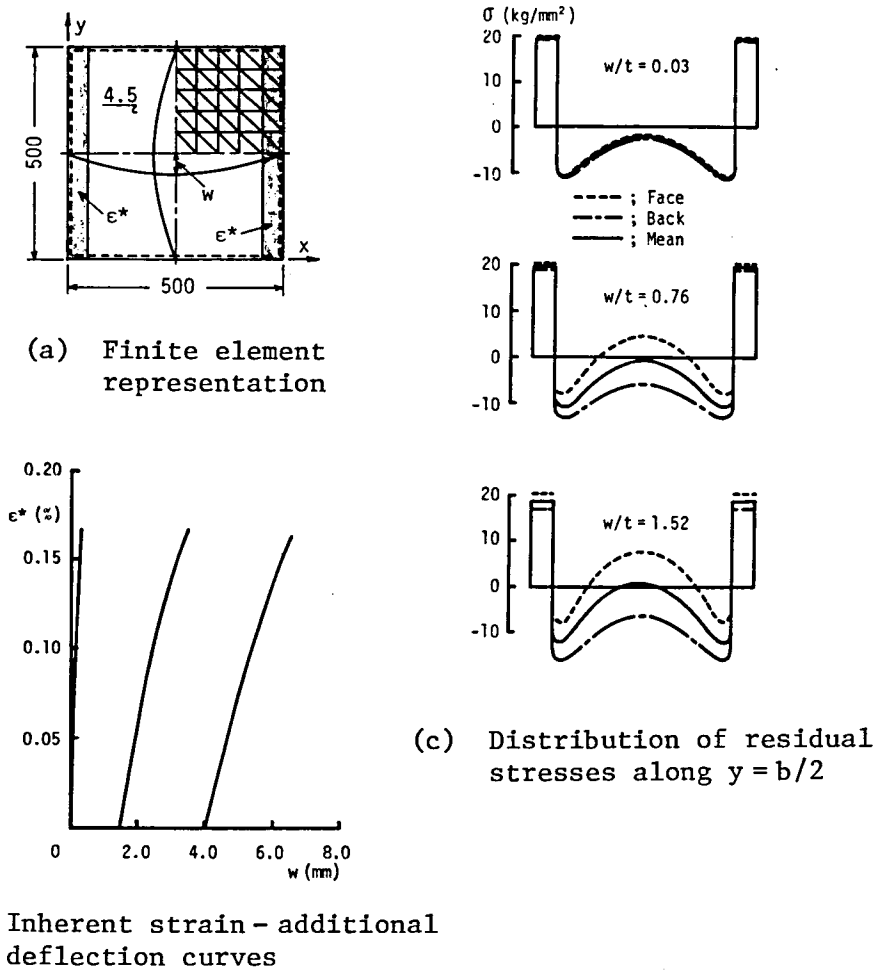 y
500
4.5
t
w
ε*
ε*
x
500
(a) Finite element
representation
0.20
ε* (%)
0.15
0.10
0.05
0
2.0
4.0
6.0
8.0
w (mm)
Inherent strain – additional
deflection curves
σ (kg/mm²)
20
10
0
-10
w/t = 0.03
; Face
; Back
; Mean
20
10
0
-10
w/t = 0.76
20
10
0
-10
w/t = 1.52
(c) Distribution of residual
stresses along y = b/2